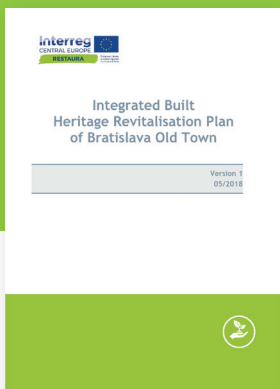 Interreg
CENTRAL EUROPE
RESTAURA
Integrated Built
Heritage Revitalisation Plan
of Bratislava Old Town
Version 1
05/2018